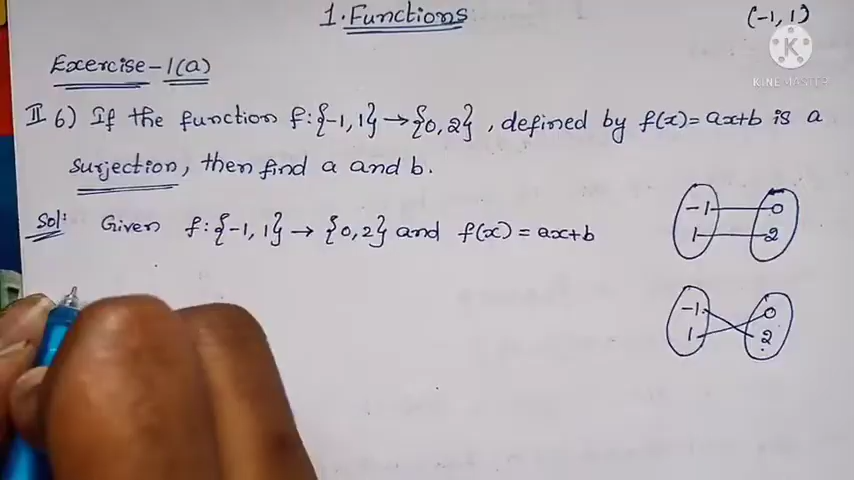 1. Functions
(-1, 1)
K
KINEMASTER
Exercise-1(a)
II 6) If the function f:{-1, 1} → {0, 2}, defined by f(x) = ax+b is a
surjection, then find a and b.
Sol: Given f:{-1, 1} → {0, 2} and f(x) = ax+b
-1 0
1 2
-1 0
1 2